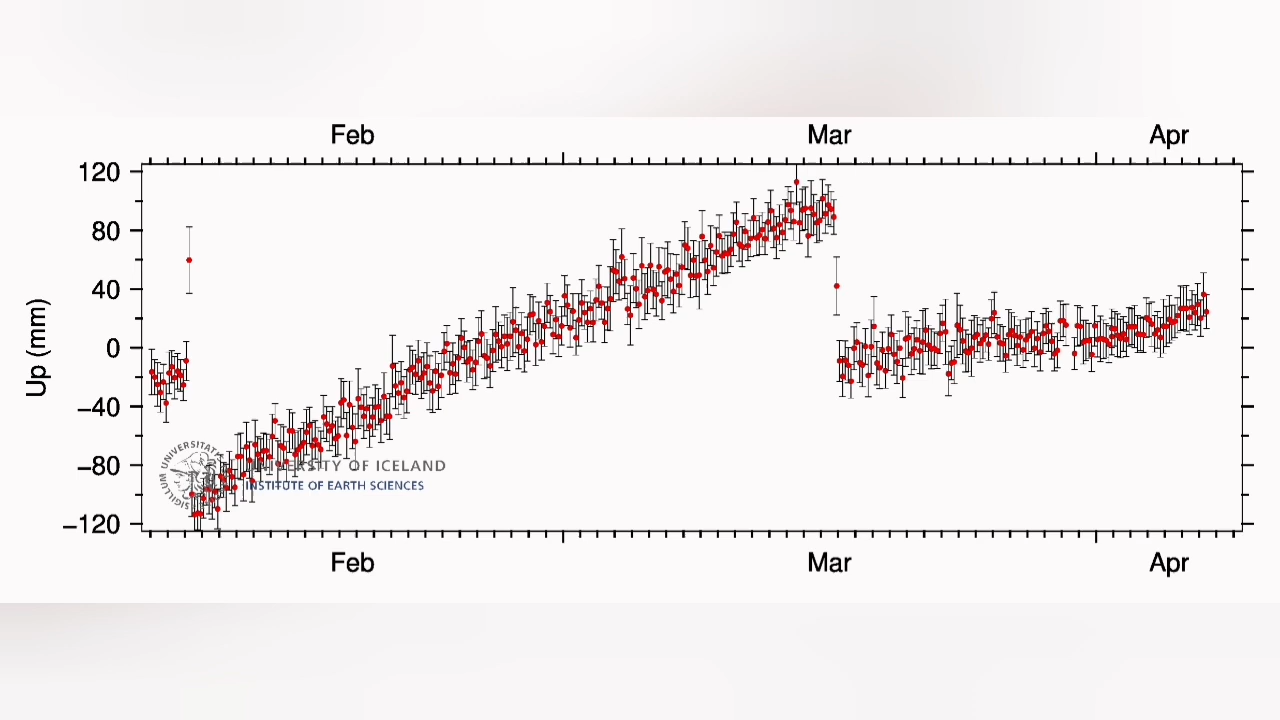 Feb Mar Apr
120
80
40
0
−40
−80
−120
Up (mm)
SIGILLUM UNIVERSITATIS
UNIVERSITY OF ICELAND
INSTITUTE OF EARTH SCIENCES
Feb Mar Apr